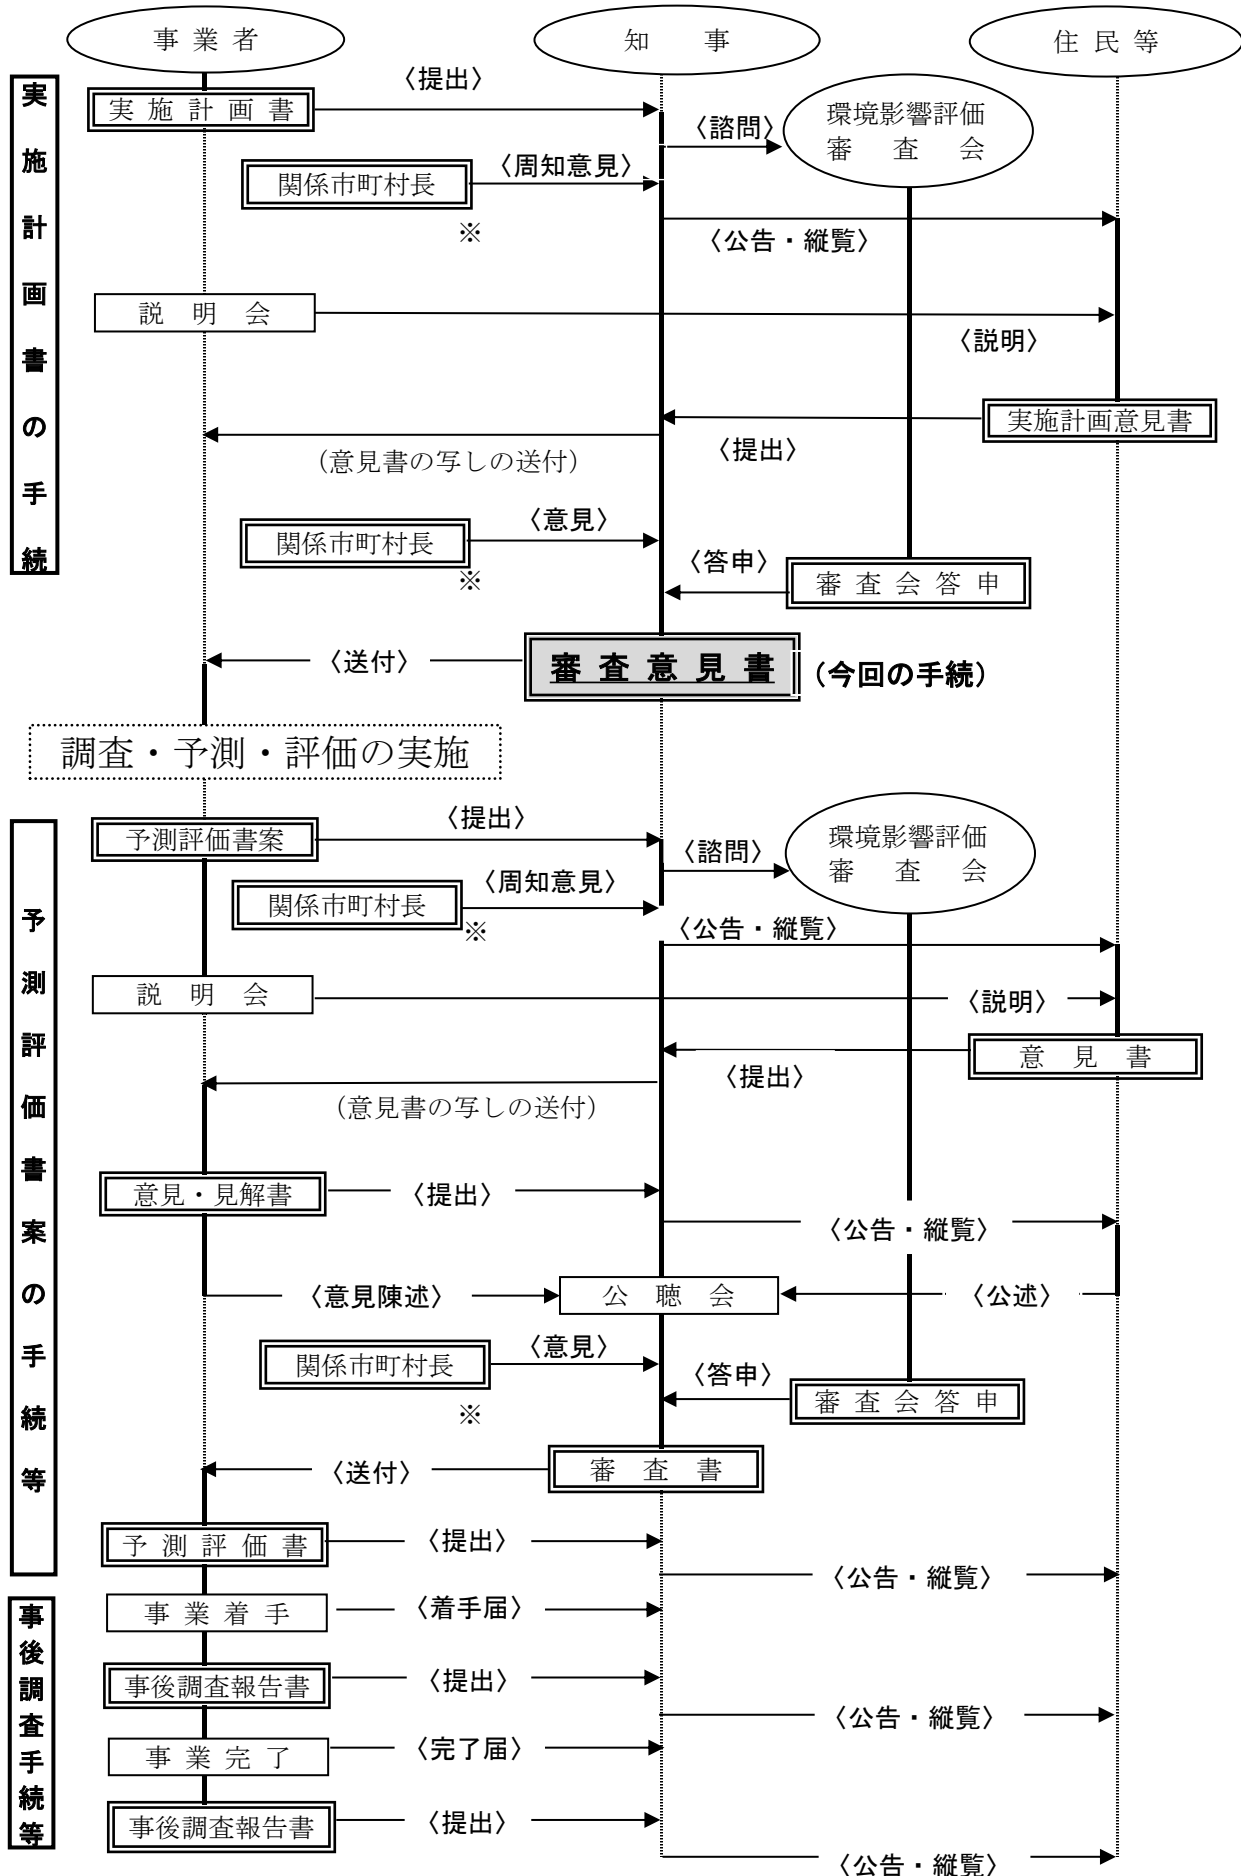 事業者
知事
住民等
実施計画書の手続
実施計画書
〈提出〉
〈諮問〉
環境影響評価
審査会
関係市町村長
〈周知意見〉
※
〈公告・縦覧〉
説明会
〈説明〉
実施計画意見書
〈提出〉
（意見書の写しの送付）
関係市町村長
〈意見〉
※
〈答申〉
審査会答申
〈送付〉
審査意見書
（今回の手続）
調査・予測・評価の実施
予測評価書案の手続等
予測評価書案
〈提出〉
〈諮問〉
環境影響評価
審査会
関係市町村長
〈周知意見〉
※
〈公告・縦覧〉
説明会
〈説明〉
意見書
〈提出〉
（意見書の写しの送付）
意見・見解書
〈提出〉
〈公告・縦覧〉
〈意見陳述〉
公聴会
〈公述〉
関係市町村長
〈意見〉
※
〈答申〉
審査会答申
〈送付〉
審査書
予測評価書
〈提出〉
〈公告・縦覧〉
事後調査手続等
事業着手
〈着手届〉
事後調査報告書
〈提出〉
〈公告・縦覧〉
事業完了
〈完了届〉
事後調査報告書
〈提出〉
〈公告・縦覧〉